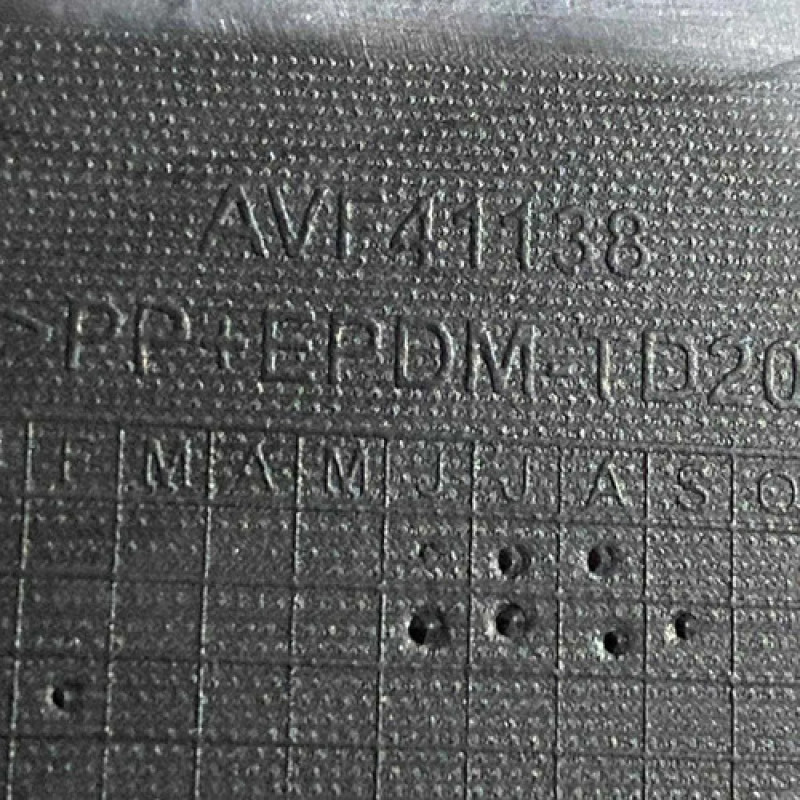 AVF41138
>PP+EPDM-TD20
F M A M J J A S O